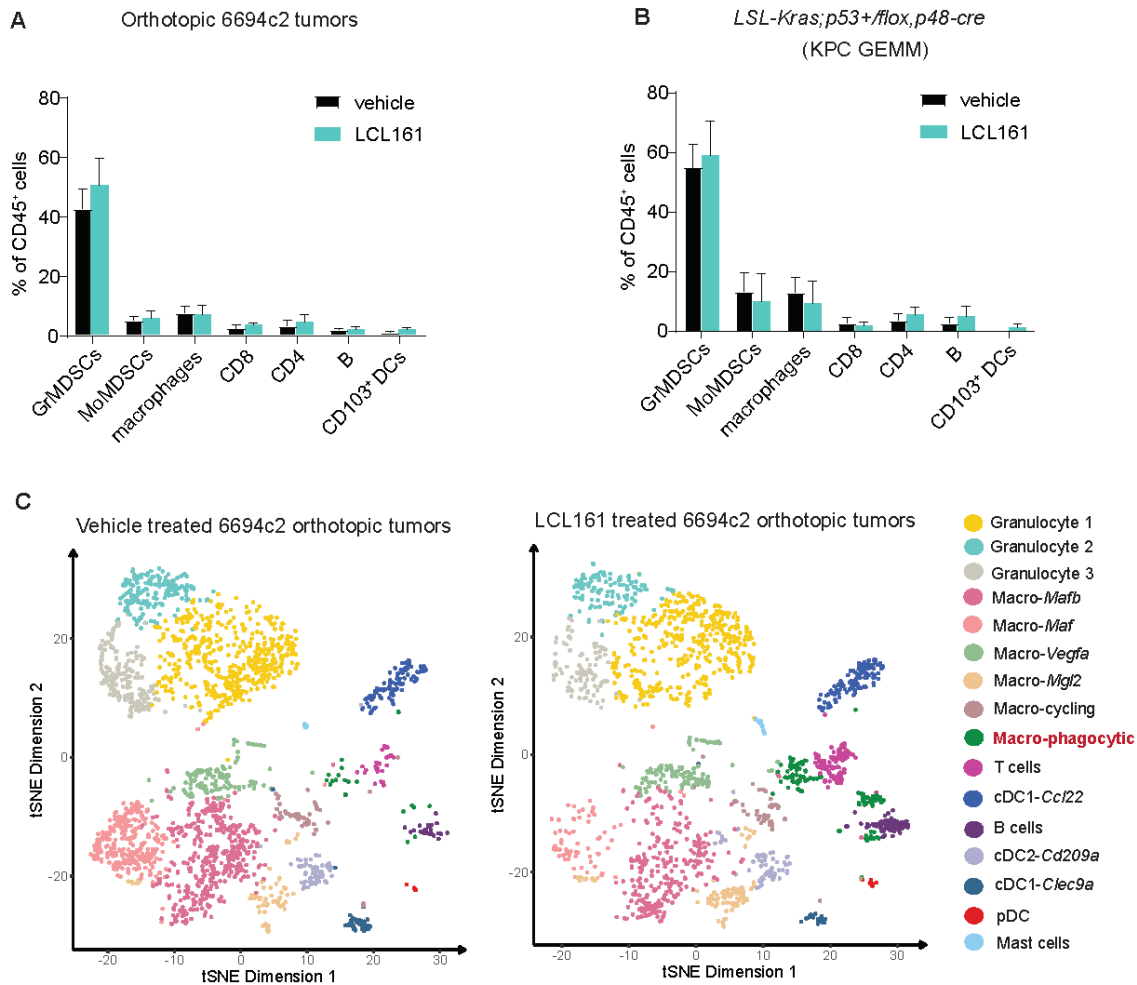 A
Orthotopic 6694c2 tumors
% of CD45⁺ cells
80
60
40
20
0
vehicle
LCL161
GrMDSCs
MoMDSCs
macrophages
CD8
CD4
B
CD103⁺ DCs
B
LSL-Kras;p53+/flox,p48-cre
(KPC GEMM)
% of CD45⁺ cells
80
60
40
20
0
vehicle
LCL161
GrMDSCs
MoMDSCs
macrophages
CD8
CD4
B
CD103⁺ DCs
C
Vehicle treated 6694c2 orthotopic tumors
tSNE Dimension 2
20
0
-20
-20
-10
0
10
20
30
tSNE Dimension 1
LCL161 treated 6694c2 orthotopic tumors
tSNE Dimension 2
20
0
-20
-20
-10
0
10
20
30
tSNE Dimension 1
Granulocyte 1
Granulocyte 2
Granulocyte 3
Macro-Mafb
Macro-Maf
Macro-Vegfa
Macro-Mgl2
Macro-cycling
Macro-phagocytic
T cells
cDC1-Ccl22
B cells
cDC2-Cd209a
cDC1-Clec9a
pDC
Mast cells